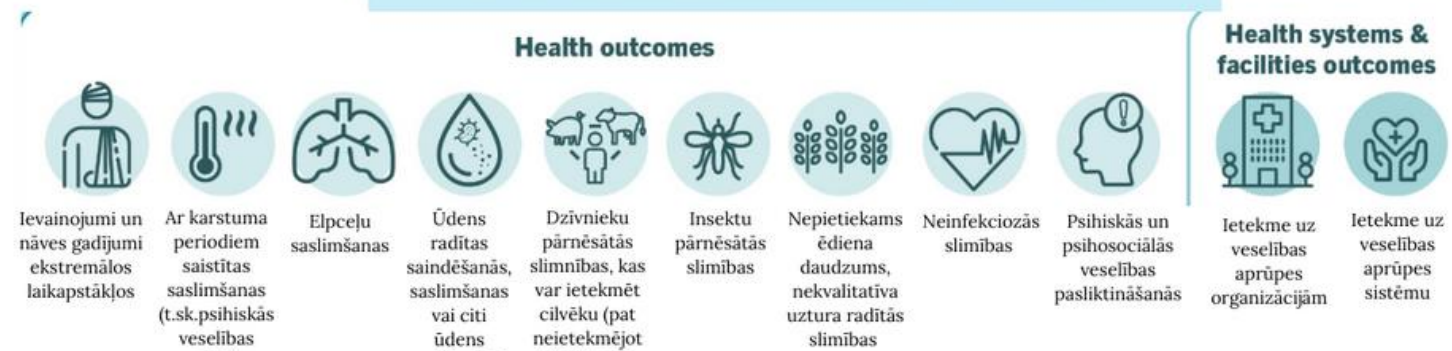 Health outcomes
Health systems &
facilities outcomes
Ievainojumi un
nāves gadījumi
ekstremālos
laikapstākļos
Ar karstuma
periodiem
saistītas
saslimšanas
(t.sk.psihiskās
veselības
Elpceļu
saslimšanas
Ūdens
radītas
saindēšanās,
saslimšanas
vai citi
ūdens
Dzīvnieku
pārnēsātās
slimnības, kas
var ietekmēt
cilvēku (pat
neietekmējot
Insektu
pārnēsātās
slimības
Nepietiekams
ēdiena
daudzums,
nekvalitatīva
uztura radītās
slimības
Neinfekciozās
slimības
Psihiskās un
psihosociālās
veselības
pasliktināšanās
Ietekme uz
veselības
aprūpes
organizācijām
Ietekme uz
veselības
aprūpes
sistēmu